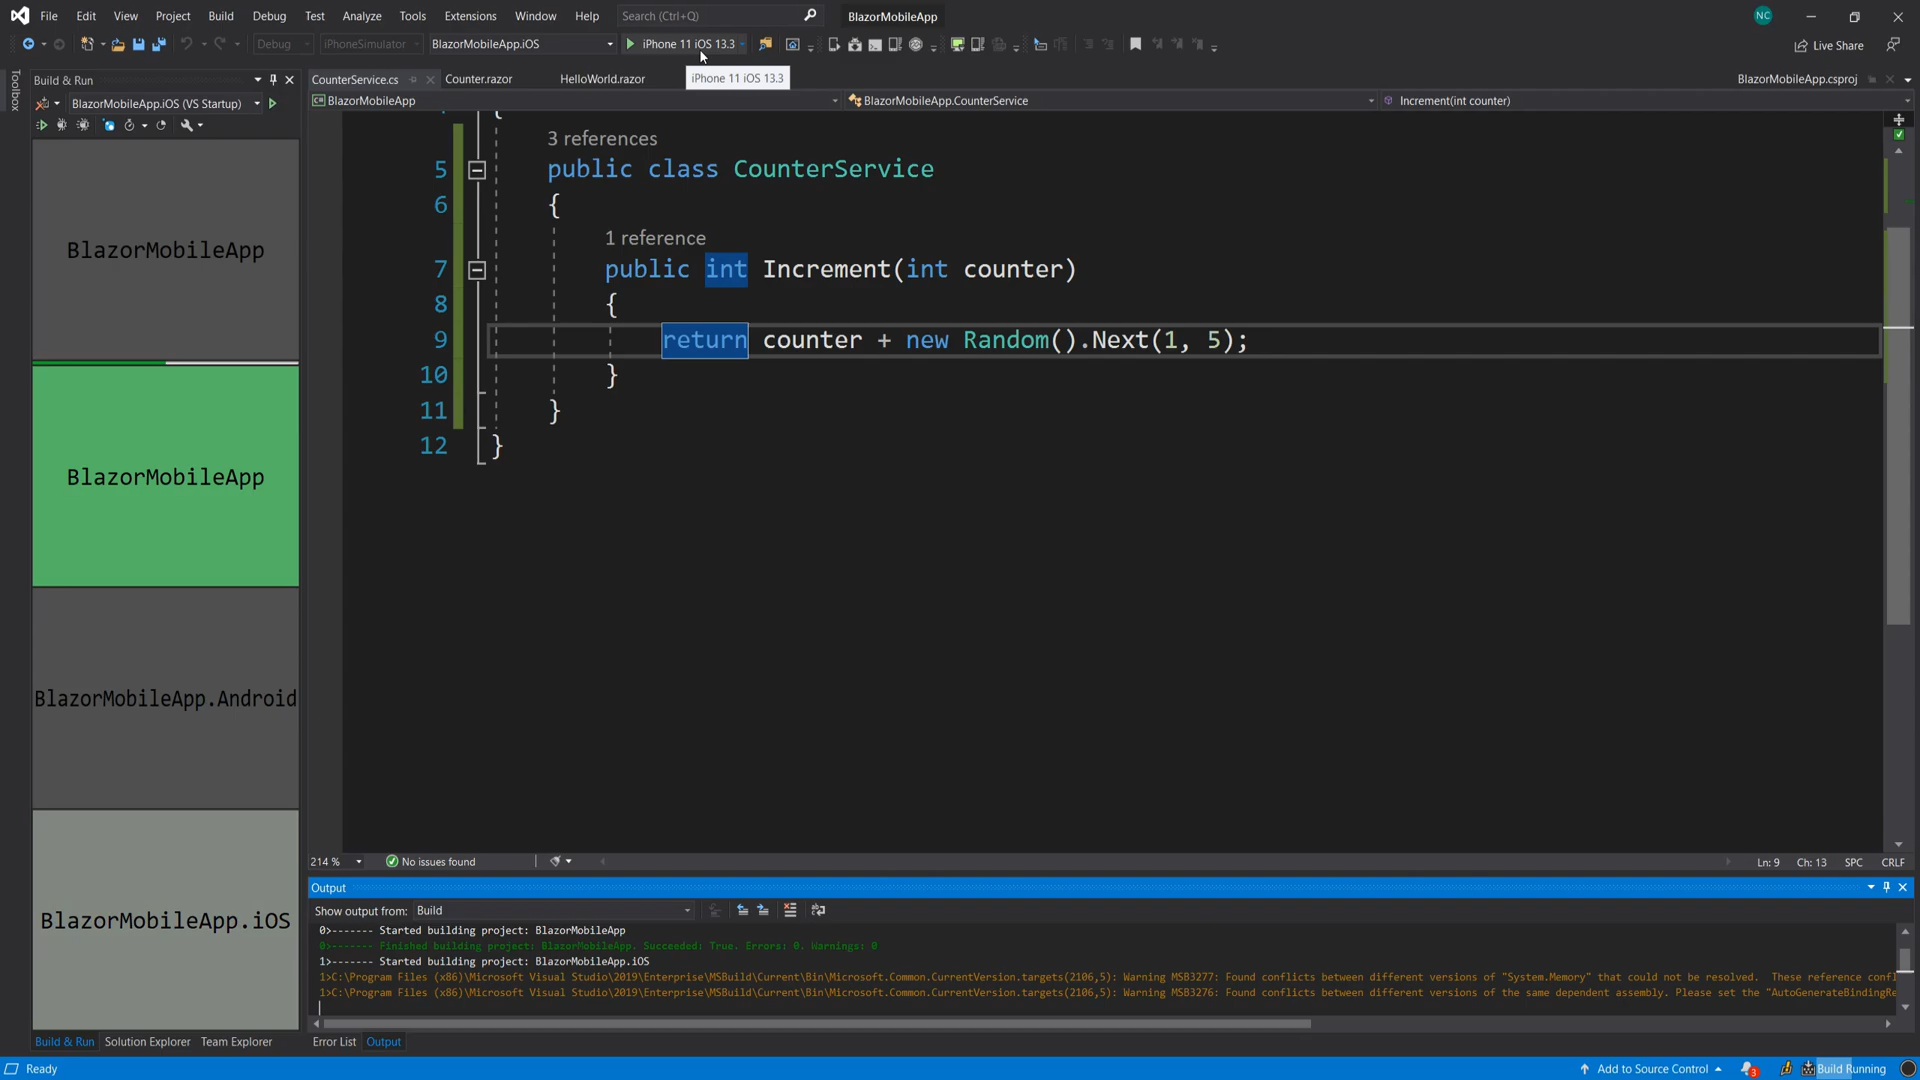 File Edit View Project Build Debug Test Analyze Tools Extensions Window Help Search (Ctrl+Q) BlazorMobileApp NC
Debug iPhoneSimulator BlazorMobileApp.iOS iPhone 11 iOS 13.3 Live Share
Toolbox
Build & Run
CounterService.cs Counter.razor HelloWorld.razor iPhone 11 iOS 13.3 BlazorMobileApp.csproj
BlazorMobileApp.iOS (VS Startup) BlazorMobileApp BlazorMobileApp.CounterService Increment(int counter)
BlazorMobileApp
BlazorMobileApp
BlazorMobileApp.Android
BlazorMobileApp.iOS
{
3 references
5 public class CounterService
6 {
1 reference
7 public int Increment(int counter)
8 {
9 return counter + new Random().Next(1, 5);
10 }
11 }
12 }
214 % No issues found Ln: 9 Ch: 13 SPC CRLF
Output
Show output from: Build
0>------- Started building project: BlazorMobileApp
0>------- Finished building project: BlazorMobileApp. Succeeded: True. Errors: 0. Warnings: 0
1>------- Started building project: BlazorMobileApp.iOS
1>C:\Program Files (x86)\Microsoft Visual Studio\2019\Enterprise\MSBuild\Current\Bin\Microsoft.Common.CurrentVersion.targets(2106,5): Warning MSB3277: Found conflicts between different versions of "System.Memory" that could not be resolved. These reference confl
1>C:\Program Files (x86)\Microsoft Visual Studio\2019\Enterprise\MSBuild\Current\Bin\Microsoft.Common.CurrentVersion.targets(2106,5): Warning MSB3276: Found conflicts between different versions of the same dependent assembly. Please set the "AutoGenerateBindingRe
Build & Run Solution Explorer Team Explorer Error List Output
Ready Add to Source Control 3 Build Running